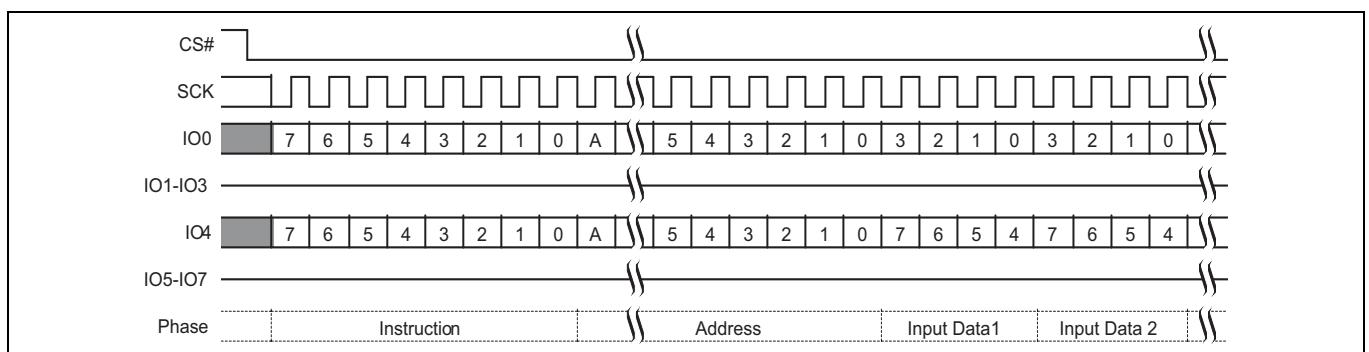 CS#
SCK
IO0 7 6 5 4 3 2 1 0 A 5 4 3 2 1 0 3 2 1 0 3 2 1 0
IO1-IO3
IO4 7 6 5 4 3 2 1 0 A 5 4 3 2 1 0 7 6 5 4 7 6 5 4
IO5-IO7
Phase Instruction Address Input Data1 Input Data 2